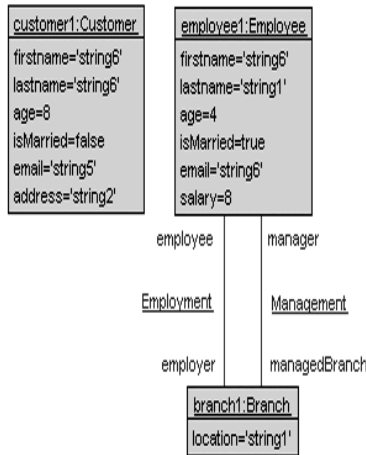 customer1:Customer
firstname='string6'
lastname='string6'
age=8
isMarried=false
email='string5'
address='string2'
employee1:Employee
firstname='string6'
lastname='string1'
age=4
isMarried=true
email='string6'
salary=8
employee
manager
Employment
Management
employer
managedBranch
branch1:Branch
location='string1'